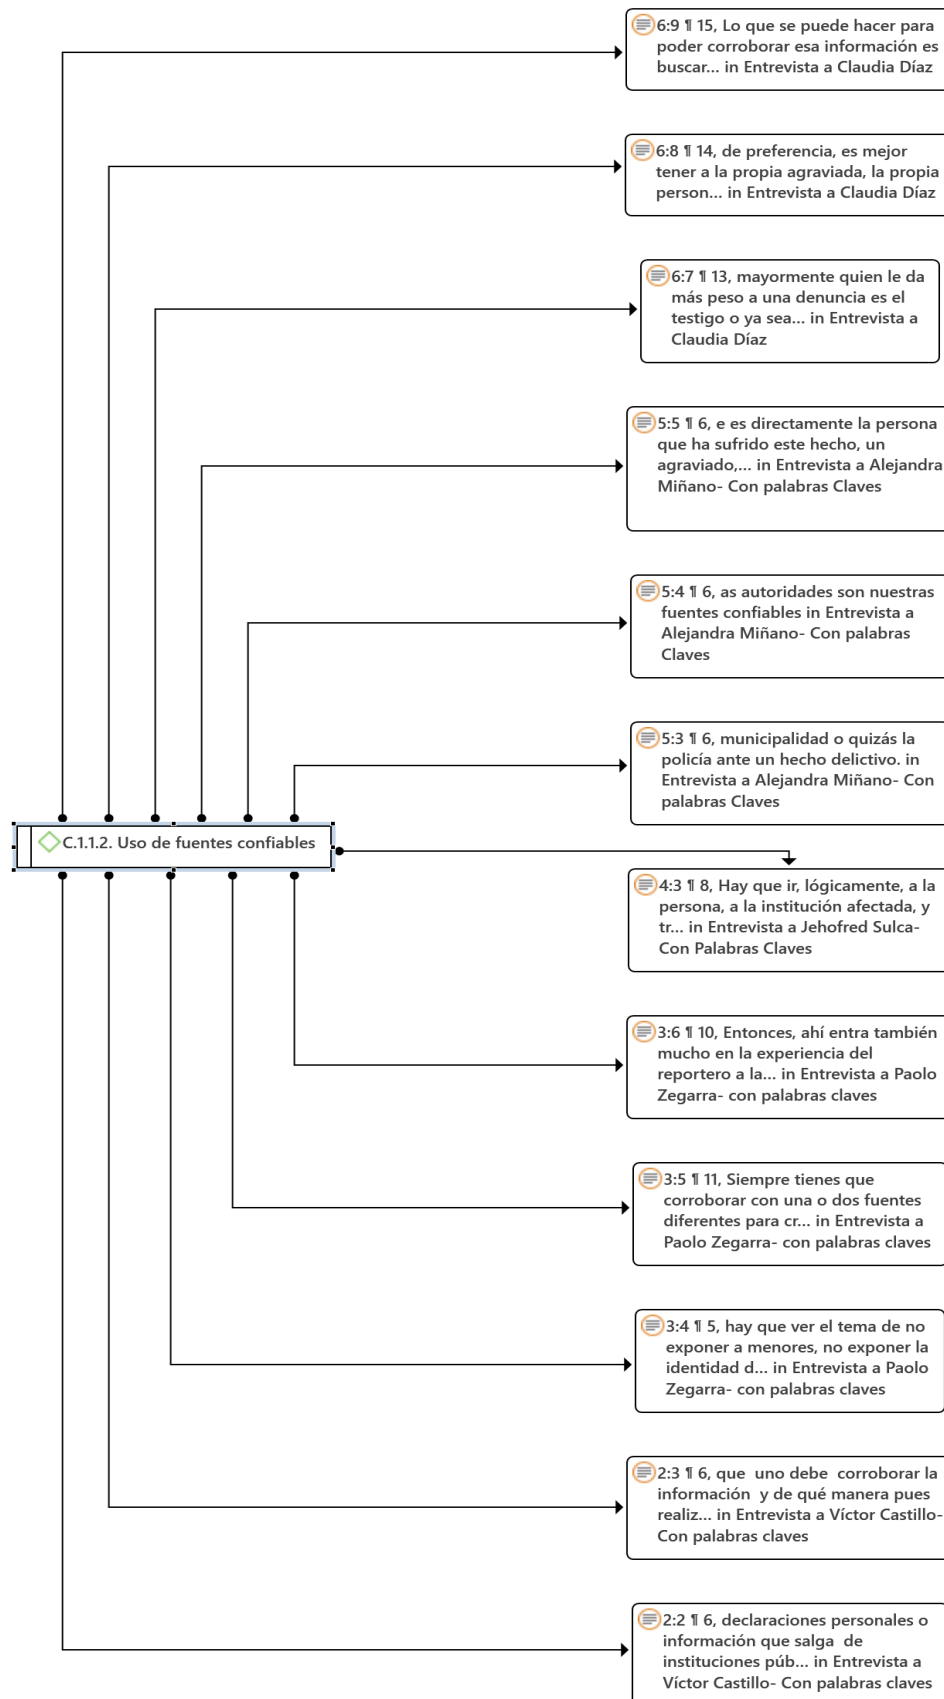 6:9 ¶ 15, Lo que se puede hacer para
poder corroborar esa información es
buscar... in Entrevista a Claudia Díaz
6:8 ¶ 14, de preferencia, es mejor
tener a la propia agraviada, la propia
person... in Entrevista a Claudia Díaz
6:7 ¶ 13, mayormente quien le da
más peso a una denuncia es el
testigo o ya sea... in Entrevista a
Claudia Díaz
5:5 ¶ 6, e es directamente la persona
que ha sufrido este hecho, un
agraviado,... in Entrevista a Alejandra
Miñano- Con palabras Claves
5:4 ¶ 6, as autoridades son nuestras
fuentes confiables in Entrevista a
Alejandra Miñano- Con palabras
Claves
5:3 ¶ 6, municipalidad o quizás la
policía ante un hecho delictivo. in
Entrevista a Alejandra Miñano- Con
palabras Claves
C.1.1.2. Uso de fuentes confiables
4:3 ¶ 8, Hay que ir, lógicamente, a la
persona, a la institución afectada, y
tr... in Entrevista a Jehofred Sulca-
Con Palabras Claves
3:6 ¶ 10, Entonces, ahí entra también
mucho en la experiencia del
reportero a la... in Entrevista a Paolo
Zegarra- con palabras claves
3:5 ¶ 11, Siempre tienes que
corroborar con una o dos fuentes
diferentes para cr... in Entrevista a
Paolo Zegarra- con palabras claves
3:4 ¶ 5, hay que ver el tema de no
exponer a menores, no exponer la
identidad d... in Entrevista a Paolo
Zegarra- con palabras claves
2:3 ¶ 6, que uno debe corroborar la
información y de qué manera pues
realiz... in Entrevista a Víctor Castillo-
Con palabras claves
2:2 ¶ 6, declaraciones personales o
información que salga de
instituciones púb... in Entrevista a
Víctor Castillo- Con palabras claves